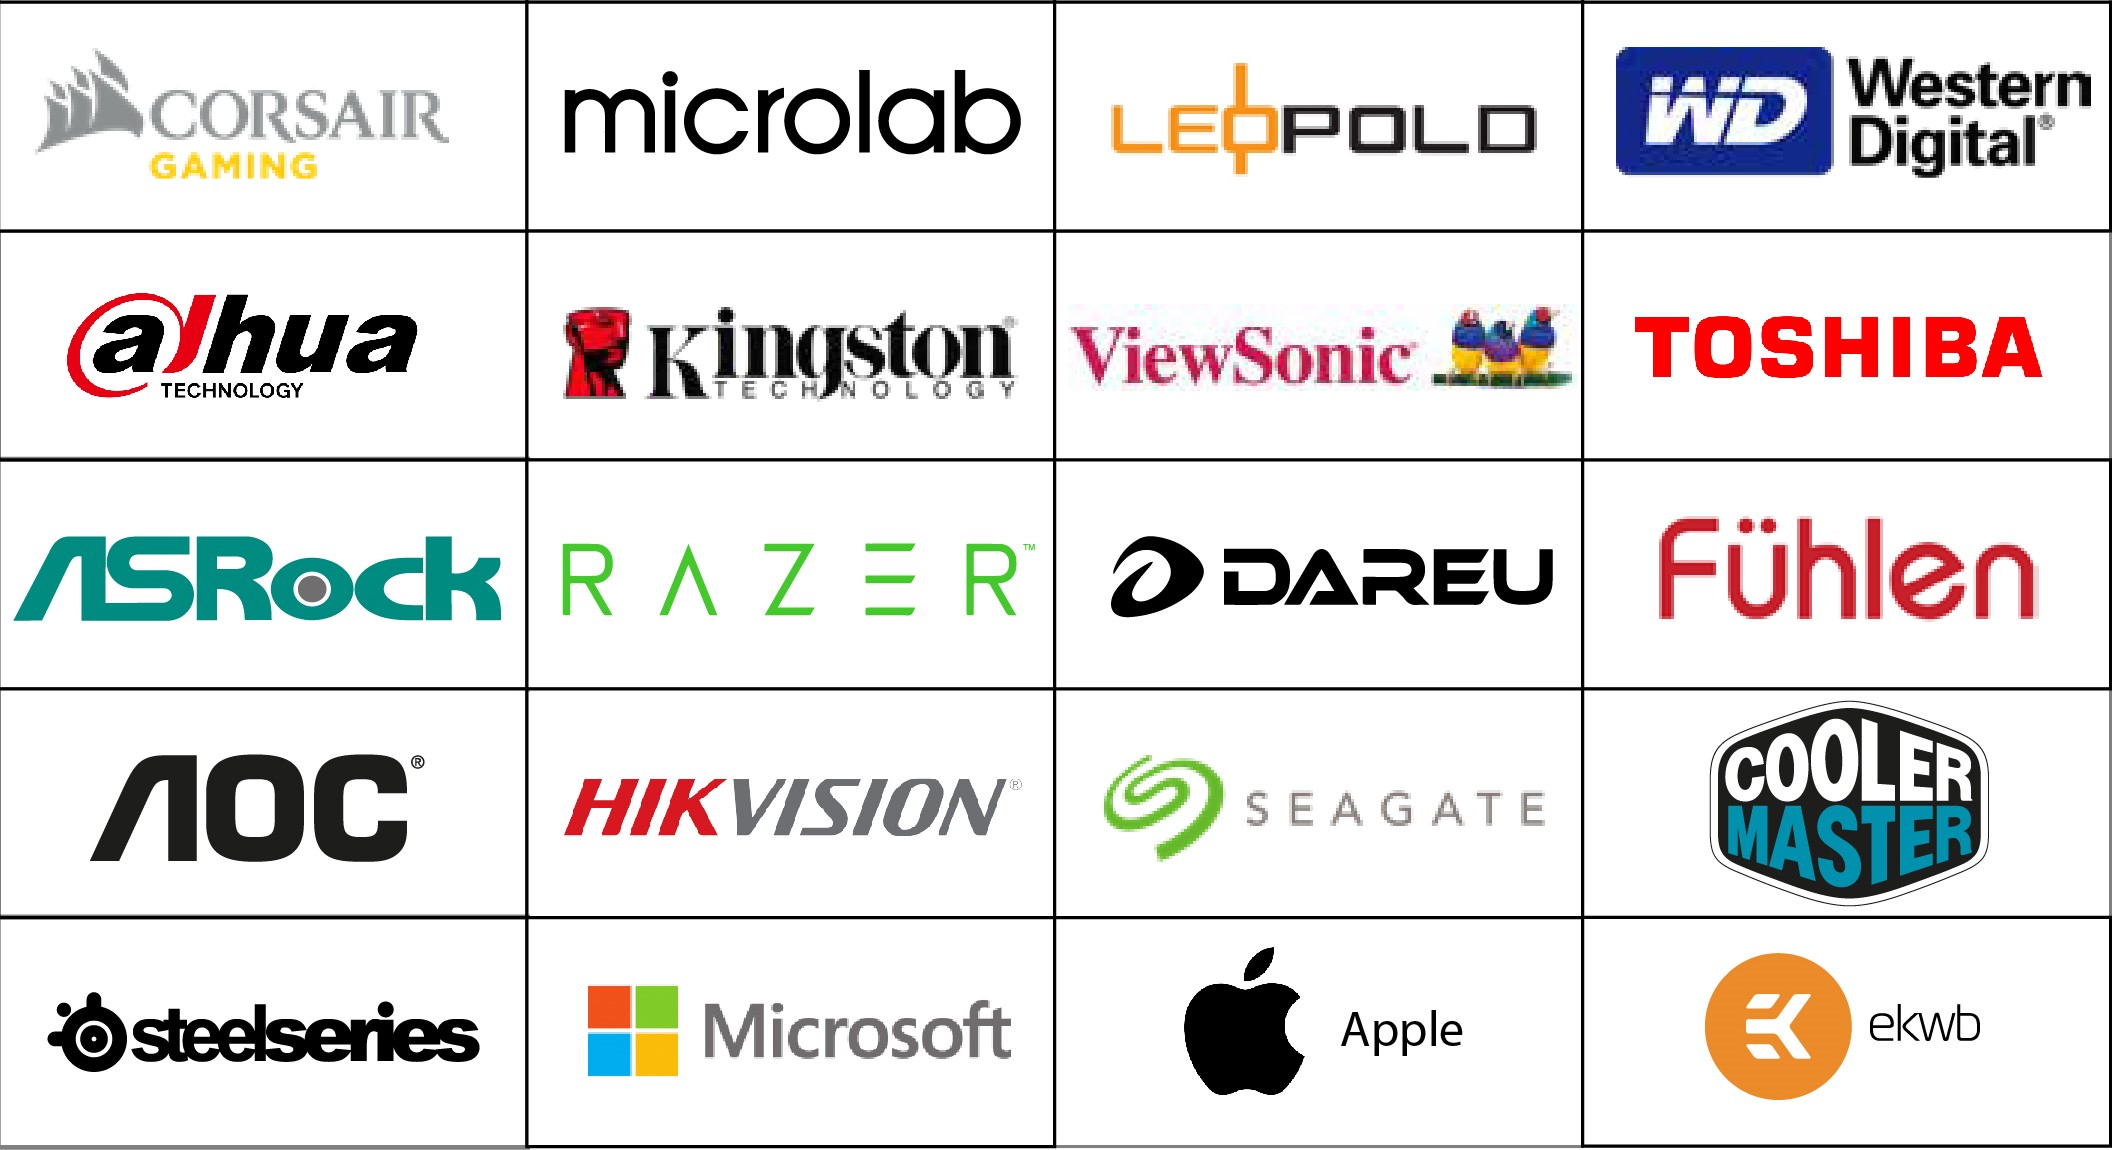 CORSAIR
GAMING
microlab
LEOPOLD
WD Western
Digital®
alhua
TECHNOLOGY
Kingston®
TECHNOLOGY
ViewSonic
TOSHIBA
ASRock
RAZER™
DAREU
Fühlen
AOC®
HIKVISION®
SEAGATE
COOLER
MASTER
steelseries
Microsoft
Apple
ekwb